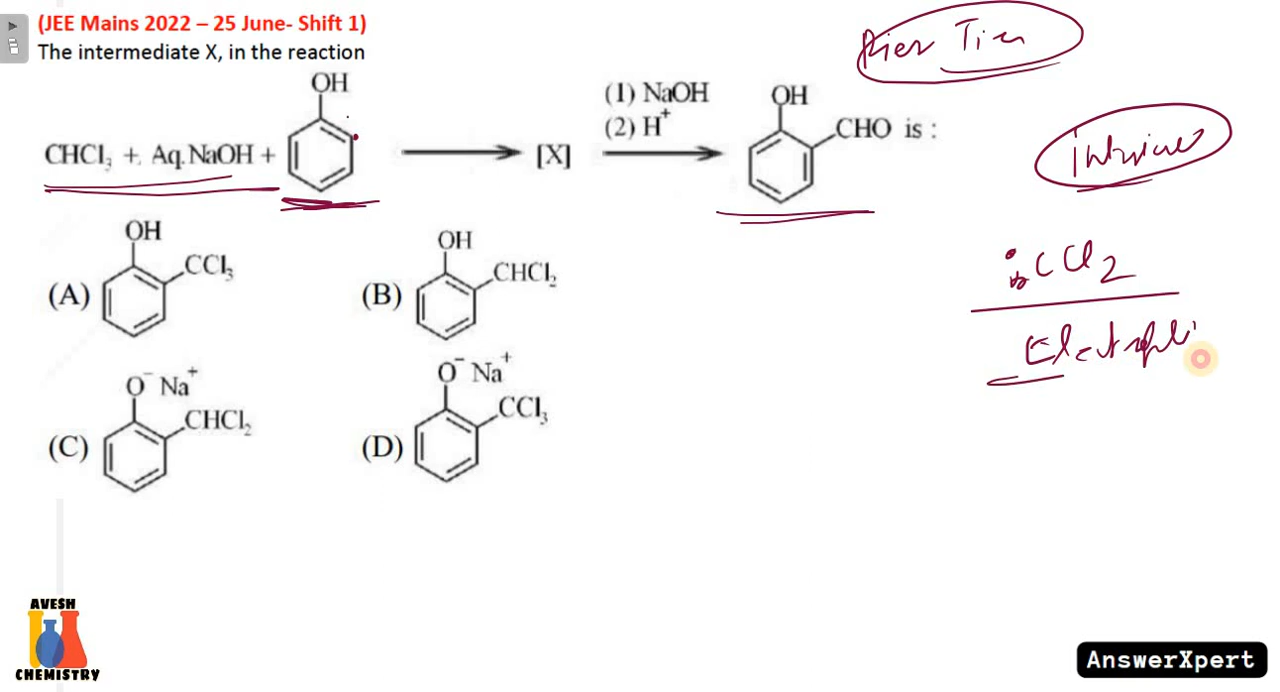 (JEE Mains 2022 – 25 June- Shift 1)
The intermediate X, in the reaction
OH
CHCl₃ + Aq.NaOH +
[X]
(1) NaOH
(2) H⁺
OH
CHO is :
(A)
OH
CCl₃
(B)
OH
CHCl₂
(C)
O⁻ Na⁺
CHCl₂
(D)
O⁻ Na⁺
CCl₃
:CCl₂
AVESH
CHEMISTRY
AnswerXpert